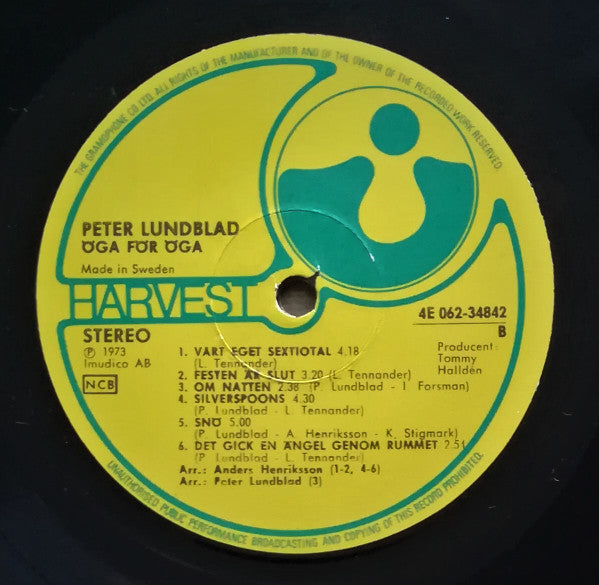 THE GRAMOPHONE CO LTD. ALL RIGHTS OF THE MANUFACTURER AND OF THE OWNER OF THE RECORDED WORK RESERVED.
PETER LUNDBLAD
ÖGA FÖR ÖGA
Made in Sweden
HARVEST
4E 062-34842
B
STEREO
Ⓟ 1973
Imudico AB
NCB
Producent:
Tommy
Halldén
1. VART EGET SEXTIOTAL 4.18
(L. Tennander)
2. FESTEN ÄR SLUT 3.20 (L. Tennander)
3. OM NATTEN 2.38 (P. Lundblad - I. Forsman)
4. SILVERSPOONS 4.30
(P. Lundblad - L. Tennander)
5. SNÖ 5.00
(P. Lundblad - A. Henriksson - K. Stigmark)
6. DET GICK EN ÄNGEL GENOM RUMMET 2.54
(P. Lundblad - L. Tennander)
Arr.: Anders Henriksson (1-2, 4-6)
Arr.: Peter Lundblad (3)
UNAUTHORISED PUBLIC PERFORMANCE BROADCASTING AND COPYING OF THIS RECORD PROHIBITED.